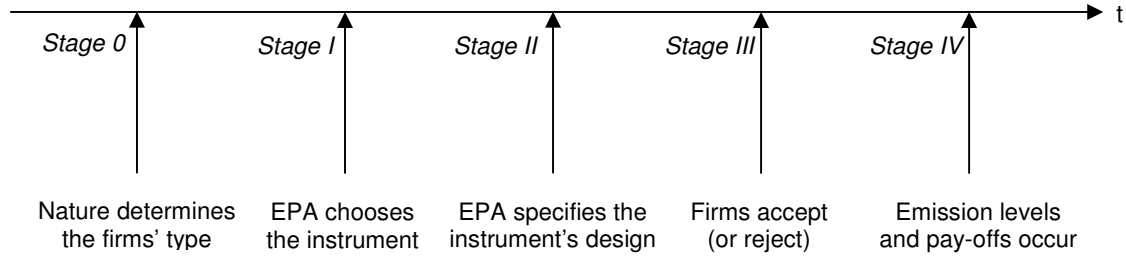 t
Stage 0
Stage I
Stage II
Stage III
Stage IV
Nature determines
the firms' type
EPA chooses
the instrument
EPA specifies the
instrument's design
Firms accept
(or reject)
Emission levels
and pay-offs occur